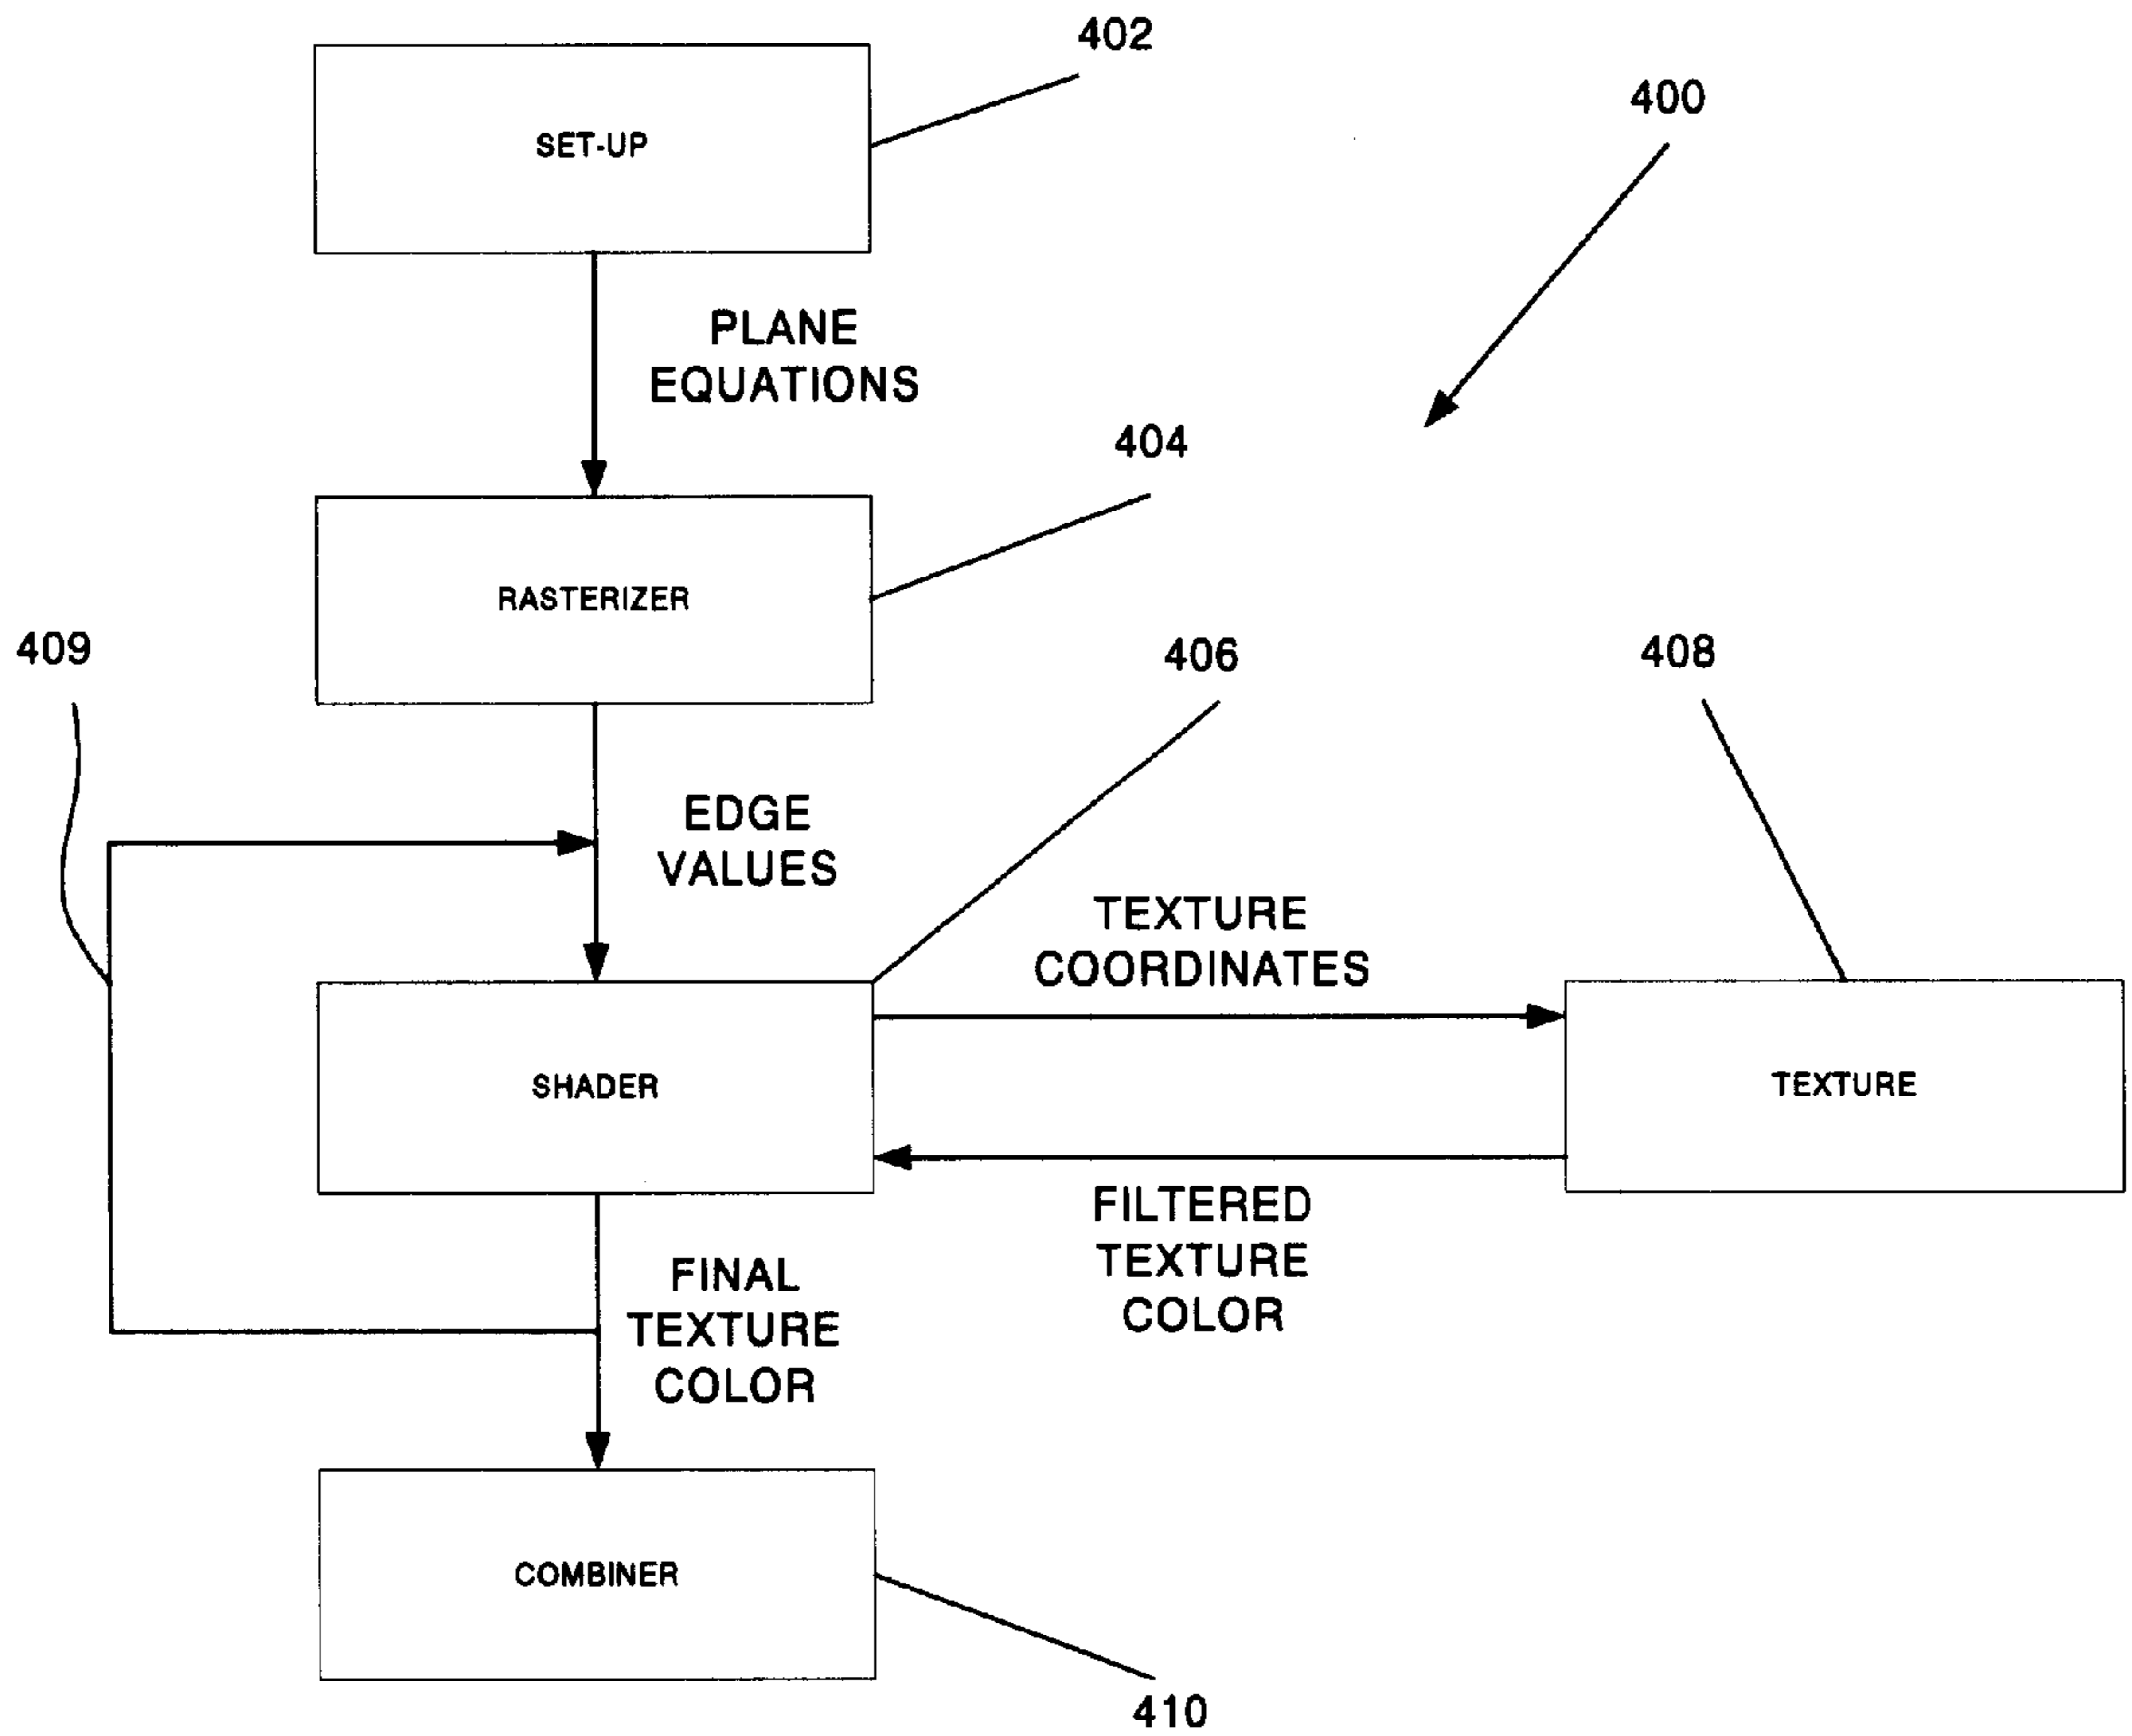 402
400
SET-UP
PLANE
EQUATIONS
404
RASTERIZER
409
406
408
EDGE
VALUES
TEXTURE
COORDINATES
SHADER
TEXTURE
FILTERED
TEXTURE
COLOR
FINAL
TEXTURE
COLOR
COMBINER
410